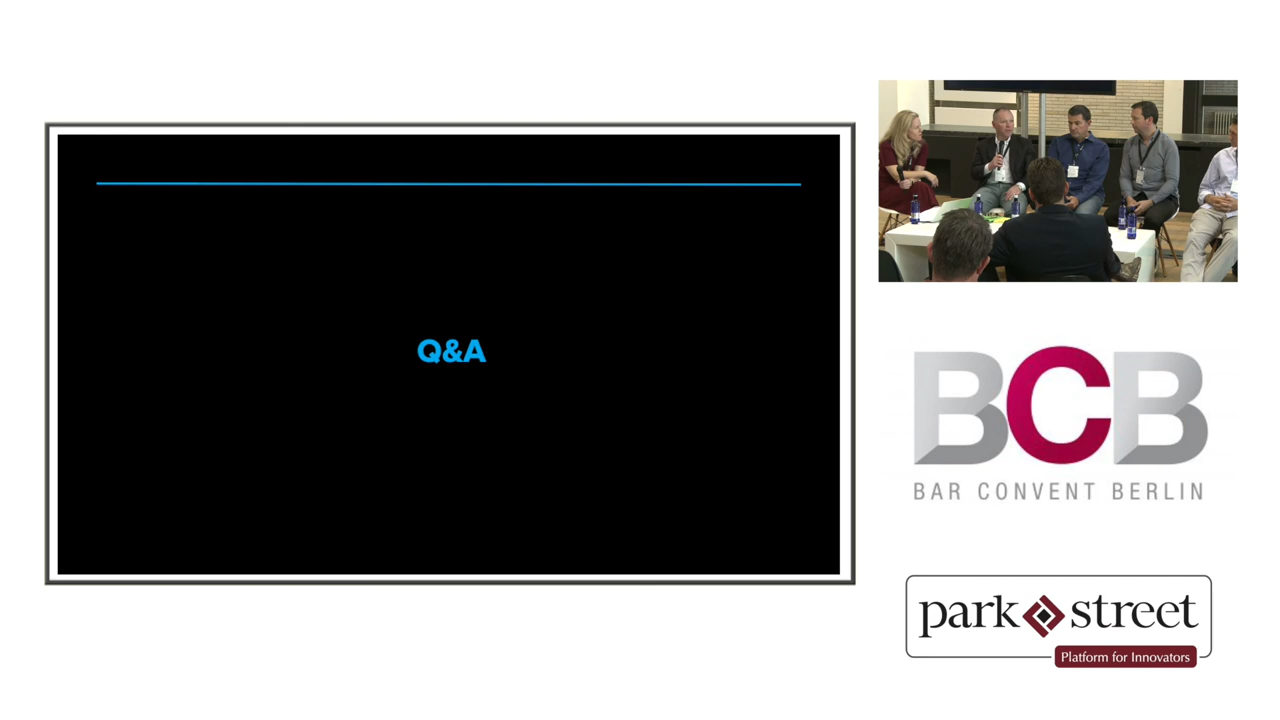 Q&A
BCB
BAR CONVENT BERLIN
park street
Platform for Innovators